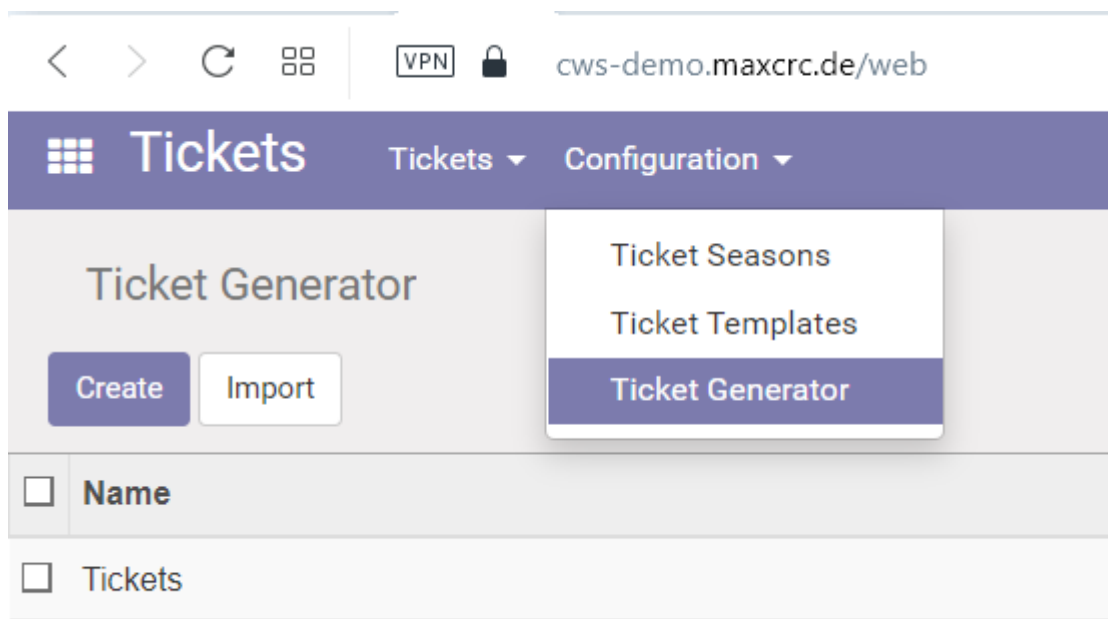 VPN cws-demo.maxcrc.de/web
Tickets Tickets Configuration
Ticket Seasons
Ticket Generator
Ticket Templates
Create Import
Ticket Generator
Name
Tickets